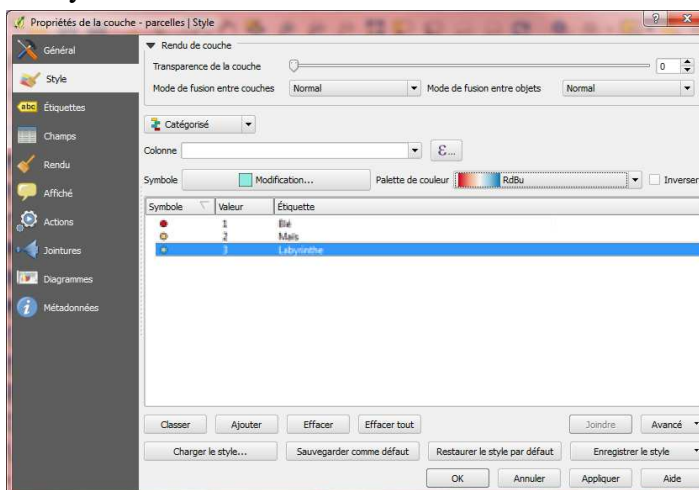 Propriétés de la couche - parcelles | Style
Général
Style
abc Étiquettes
Champs
Rendu
Affiché
Actions
Jointures
Diagrammes
Métadonnées
Rendu de couche
Transparence de la couche 0
Mode de fusion entre couches Normal Mode de fusion entre objets Normal
Catégorisé
Colonne ε...
Symbole Modification... Palette de couleur RdBu Inverser
Symbole Valeur Étiquette
1 Blé
2 Maïs
3 Labyrinthe
Classer Ajouter Effacer Effacer tout Joindre Avancé
Charger le style... Sauvegarder comme défaut Restaurer le style par défaut Enregistrer le style
OK Annuler Appliquer Aide